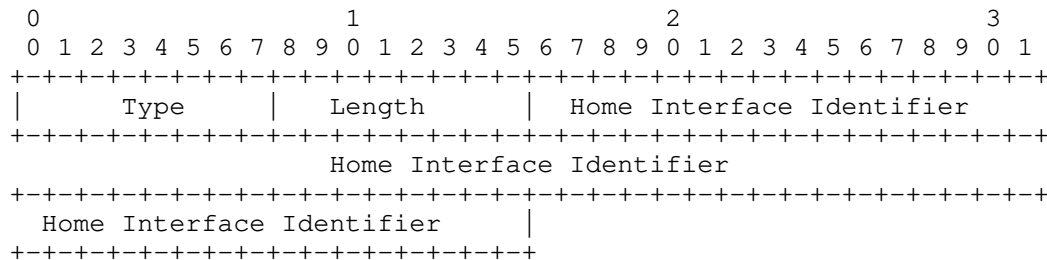 0                   1                   2                   3
 0 1 2 3 4 5 6 7 8 9 0 1 2 3 4 5 6 7 8 9 0 1 2 3 4 5 6 7 8 9 0 1
+-+-+-+-+-+-+-+-+-+-+-+-+-+-+-+-+-+-+-+-+-+-+-+-+-+-+-+-+-+-+-+-+
|      Type     |   Length      |  Home Interface Identifier
+-+-+-+-+-+-+-+-+-+-+-+-+-+-+-+-+-+-+-+-+-+-+-+-+-+-+-+-+-+-+-+-+
                    Home Interface Identifier
+-+-+-+-+-+-+-+-+-+-+-+-+-+-+-+-+-+-+-+-+-+-+-+-+-+-+-+-+-+-+-+-+
  Home Interface Identifier     |
+-+-+-+-+-+-+-+-+-+-+-+-+-+-+-+-+